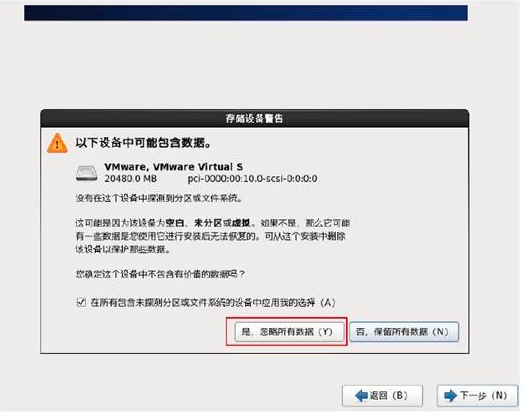 存储设备警告
以下设备中可能包含数据。
VMware, VMware Virtual S
20480.0 MB pci-0000:00:10.0-scsi-0:0:0:0
没有在这个设备中探测到分区或文件系统。
这可能是因为该设备为空白、未分区或虚拟。如果不是，那么它可能
有一些数据是您使用它进行安装后无法恢复的。可从这个安装中删除
该设备以保护那些数据。
您确定这个设备中不包含有价值的数据吗？
在所有包含未探测分区或文件系统的设备中应用我的选择（A）
是，忽略所有数据（Y） 否，保留所有数据（N）
返回（B） 下一步（N）